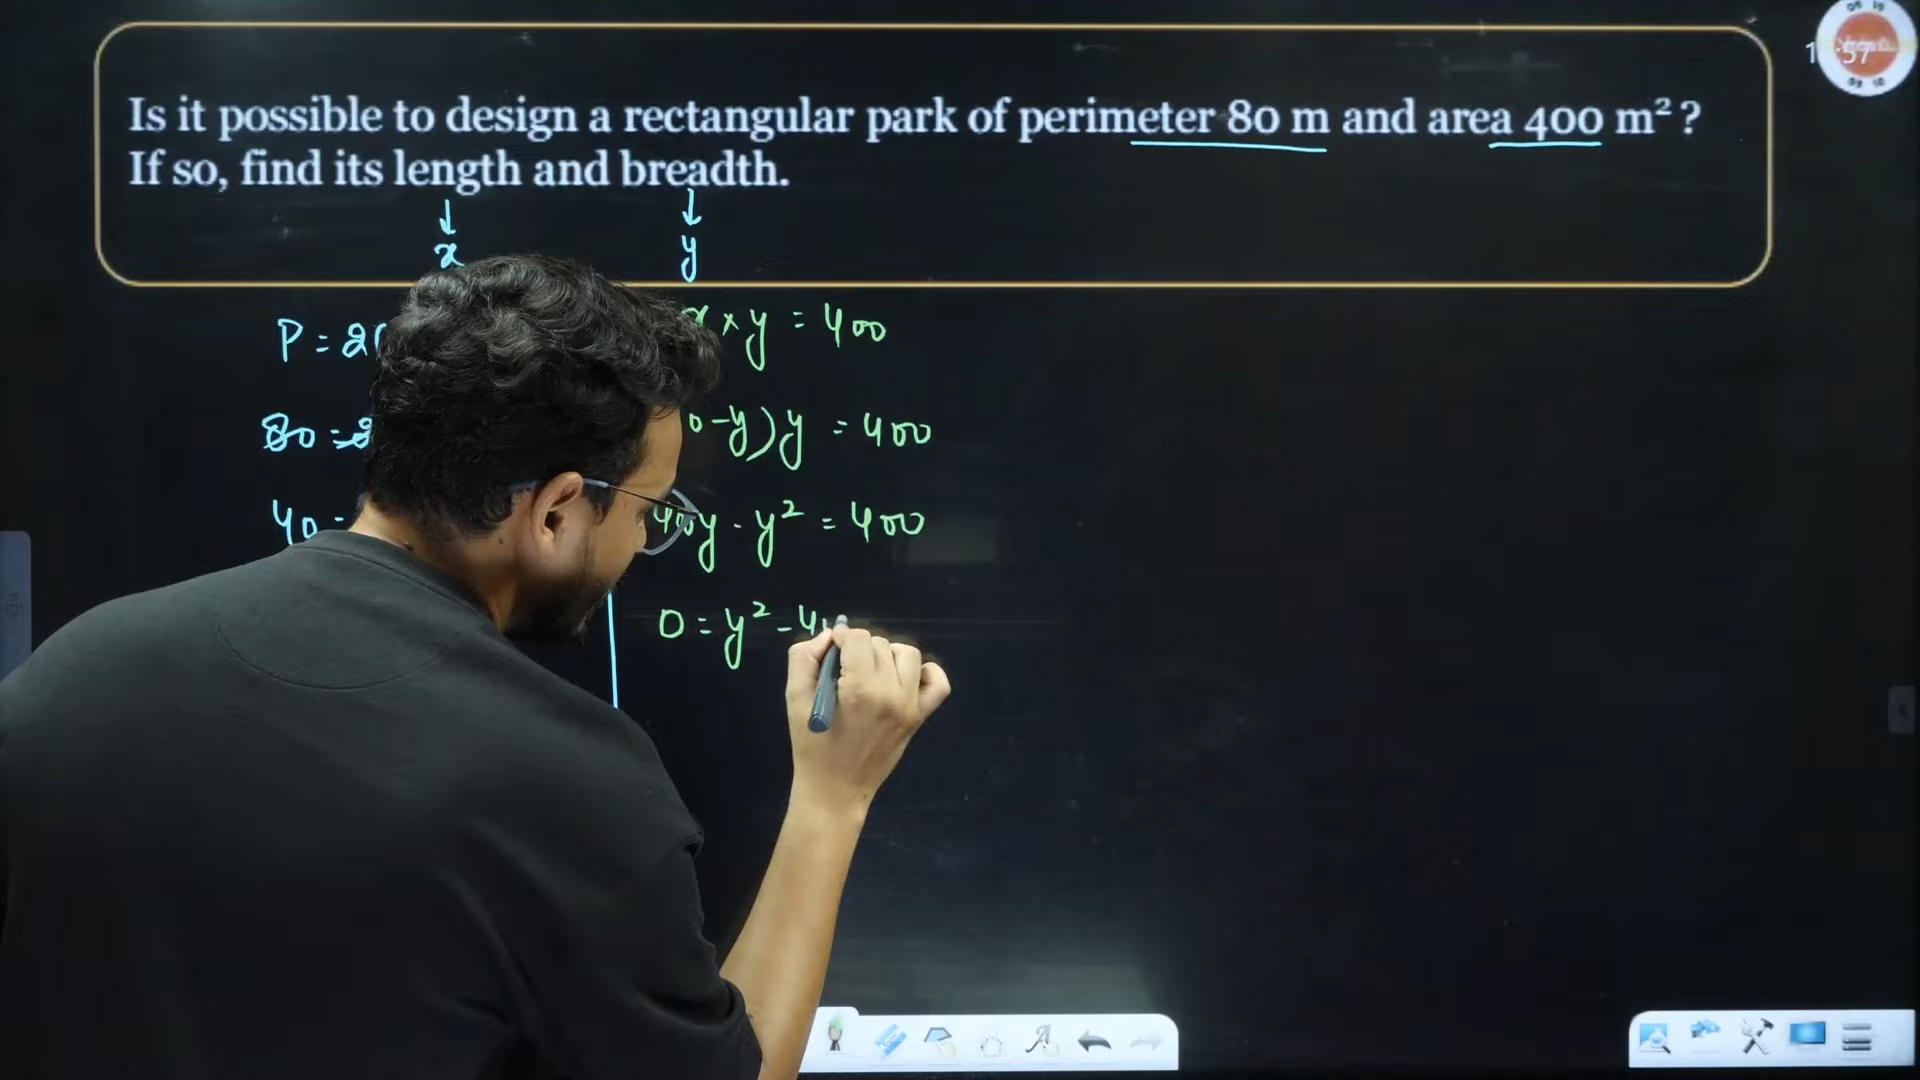 Is it possible to design a rectangular park of perimeter 80 m and area 400 m² ?
If so, find its length and breadth.
↓ ↓
x y
P = 2(
80 = 2
40 =
x × y = 400
0 - y) y = 400
40y - y² = 400
0 = y² - 4